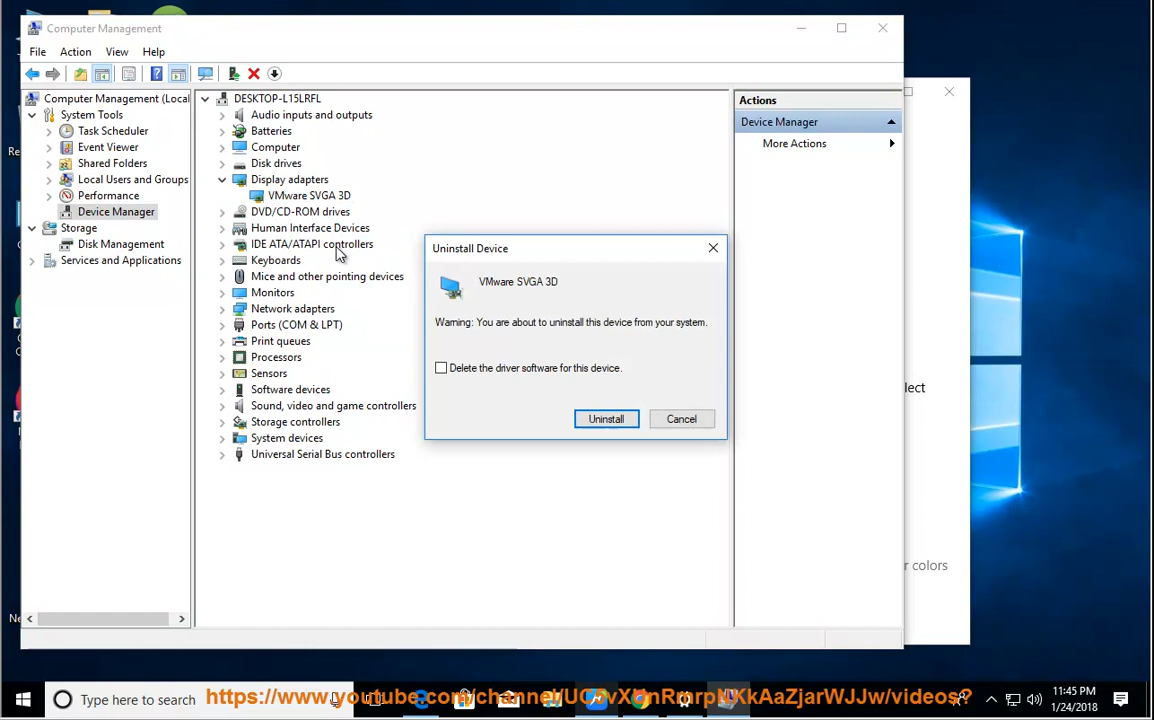 Computer Management
File Action View Help
Computer Management (Local
System Tools
Task Scheduler
Event Viewer
Shared Folders
Local Users and Groups
Performance
Device Manager
Storage
Disk Management
Services and Applications
DESKTOP-L15LRFL
Audio inputs and outputs
Batteries
Computer
Disk drives
Display adapters
VMware SVGA 3D
DVD/CD-ROM drives
Human Interface Devices
IDE ATA/ATAPI controllers
Keyboards
Mice and other pointing devices
Monitors
Network adapters
Ports (COM & LPT)
Print queues
Processors
Sensors
Software devices
Sound, video and game controllers
Storage controllers
System devices
Universal Serial Bus controllers
Uninstall Device
VMware SVGA 3D
Warning: You are about to uninstall this device from your system.
Delete the driver software for this device.
Uninstall Cancel
Actions
Device Manager
More Actions
lect
r colors
Type here to search
11:45 PM
1/24/2018